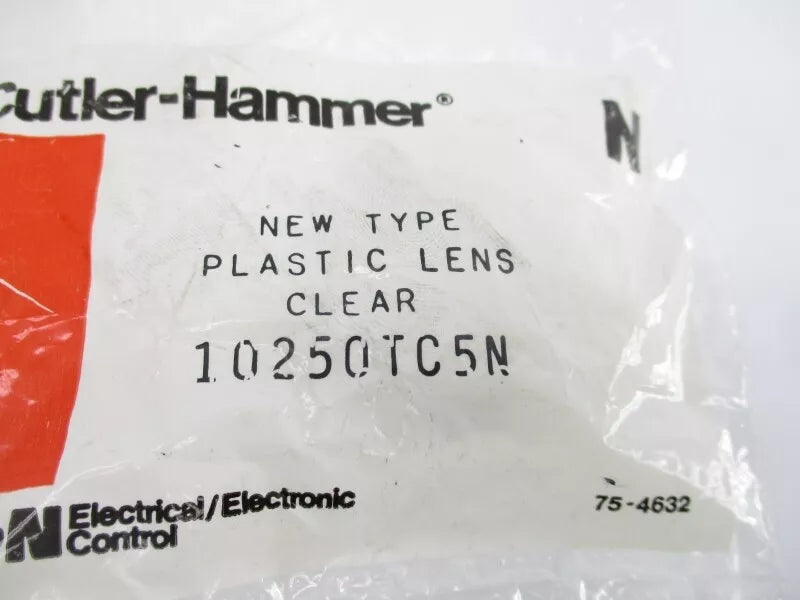 Cutler-Hammer®
N
NEW TYPE
PLASTIC LENS
CLEAR
10250TC5N
N Electrical/Electronic
Control
75-4632